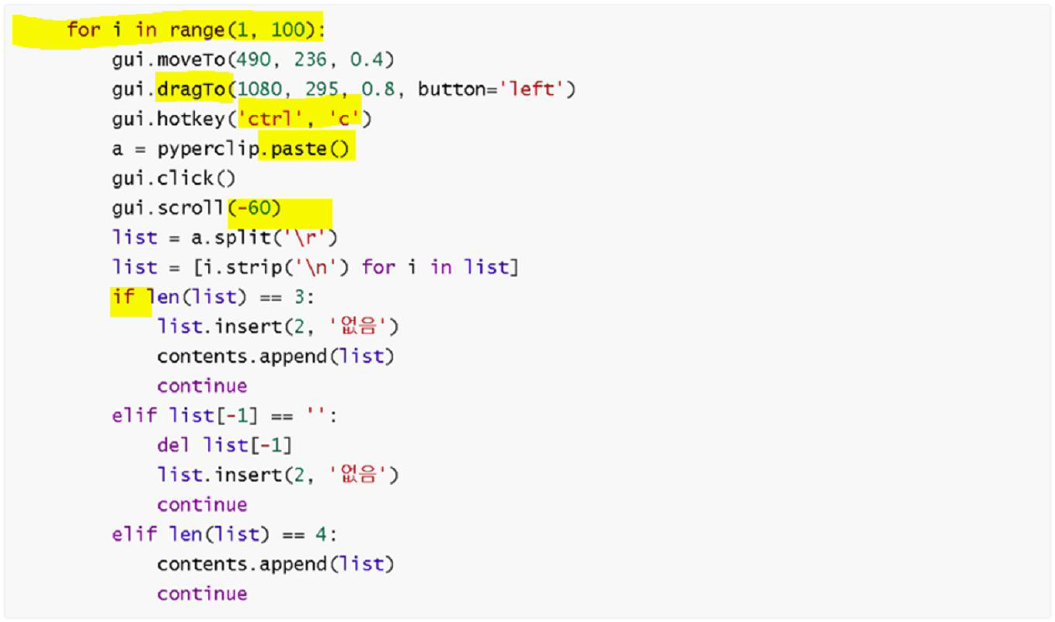 for i in range(1, 100):
gui.moveTo(490, 236, 0.4)
gui.dragTo(1080, 295, 0.8, button='left')
gui.hotkey('ctrl', 'c')
a = pyperclip.paste()
gui.click()
gui.scroll(-60)
list = a.split('\r')
list = [i.strip('\n') for i in list]
if len(list) == 3:
list.insert(2, '없음')
contents.append(list)
continue
elif list[-1] == '':
del list[-1]
list.insert(2, '없음')
continue
elif len(list) == 4:
contents.append(list)
continue